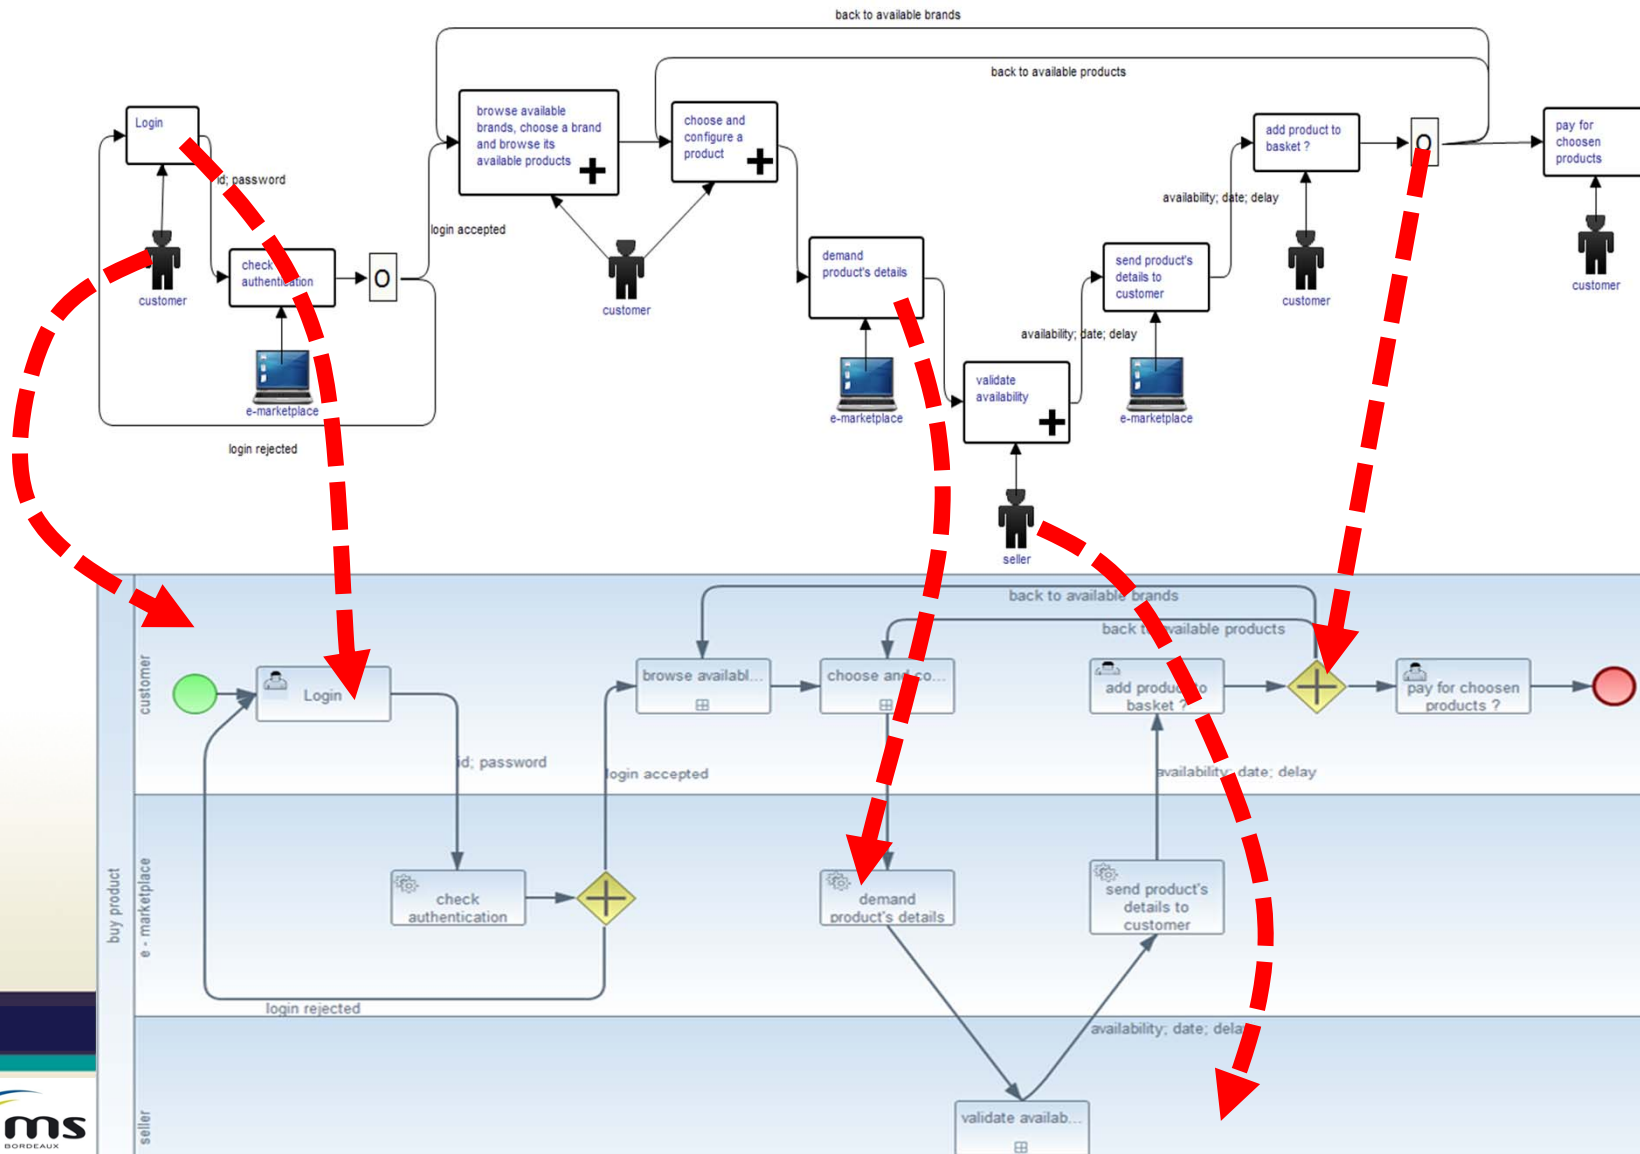 back to available brands
back to available products
Login
id; password
customer
check
authentication
O
e-marketplace
login rejected
login accepted
browse available
brands, choose a brand
and browse its
available products
choose and
configure a
product
customer
demand
product's details
e-marketplace
validate
availability
seller
availability; date; delay
send product's
details to
customer
e-marketplace
availability; date; delay
add product to
basket ?
customer
O
pay for
choosen
products
customer
buy product
customer
e - marketplace
seller
back to available brands
back to available products
Login
id; password
login accepted
browse availabl...
choose and co...
add product to
basket ?
pay for choosen
products ?
availability; date; delay
check
authentication
login rejected
demand
product's details
send product's
details to
customer
availability; date; delay
validate availab...
ms
BORDEAUX